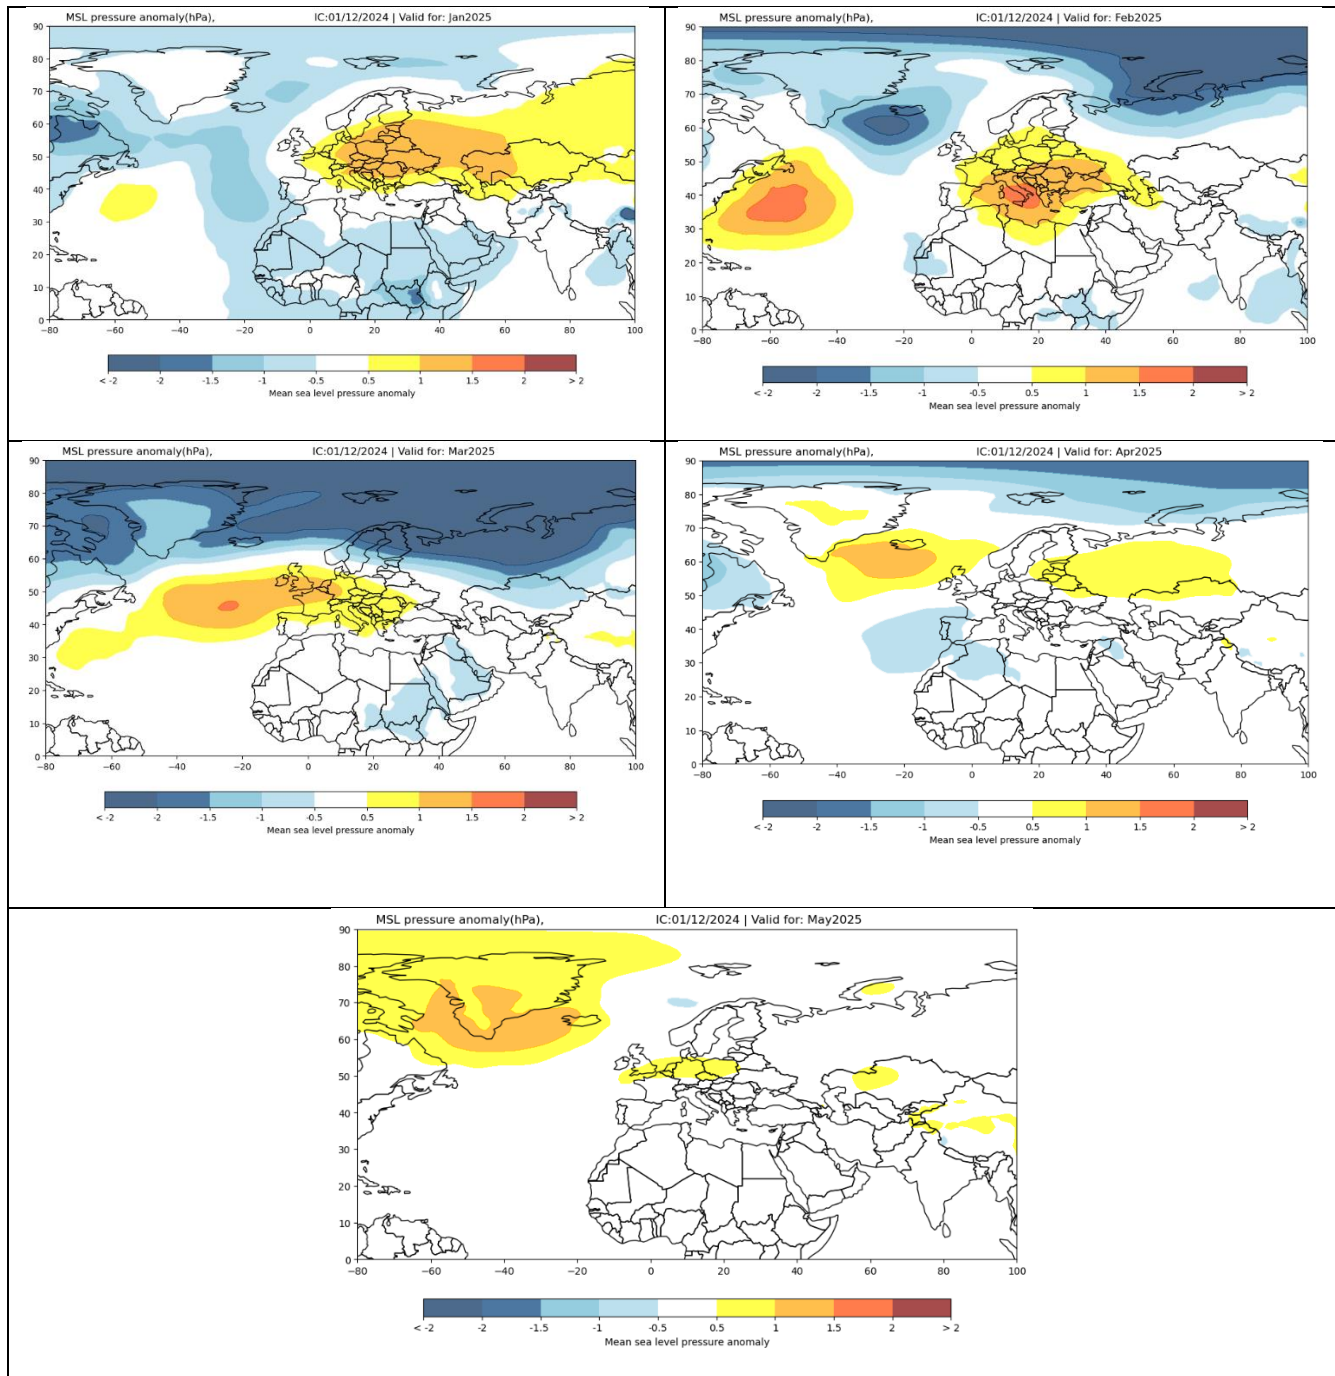 MSL pressure anomaly(hPa), IC:01/12/2024 | Valid for: Jan2025
90
80
70
60
50
40
30
20
10
0
−80 −60 −40 −20 0 20 40 60 80 100
< -2 -2 -1.5 -1 -0.5 0.5 1 1.5 2 > 2
Mean sea level pressure anomaly
MSL pressure anomaly(hPa), IC:01/12/2024 | Valid for: Feb2025
90
80
70
60
50
40
30
20
10
0
−80 −60 −40 −20 0 20 40 60 80 100
< -2 -2 -1.5 -1 -0.5 0.5 1 1.5 2 > 2
Mean sea level pressure anomaly
MSL pressure anomaly(hPa), IC:01/12/2024 | Valid for: Mar2025
90
80
70
60
50
40
30
20
10
0
−80 −60 −40 −20 0 20 40 60 80 100
< -2 -2 -1.5 -1 -0.5 0.5 1 1.5 2 > 2
Mean sea level pressure anomaly
MSL pressure anomaly(hPa), IC:01/12/2024 | Valid for: Apr2025
90
80
70
60
50
40
30
20
10
0
−80 −60 −40 −20 0 20 40 60 80 100
< -2 -2 -1.5 -1 -0.5 0.5 1 1.5 2 > 2
Mean sea level pressure anomaly
MSL pressure anomaly(hPa), IC:01/12/2024 | Valid for: May2025
90
80
70
60
50
40
30
20
10
0
−80 −60 −40 −20 0 20 40 60 80 100
< -2 -2 -1.5 -1 -0.5 0.5 1 1.5 2 > 2
Mean sea level pressure anomaly